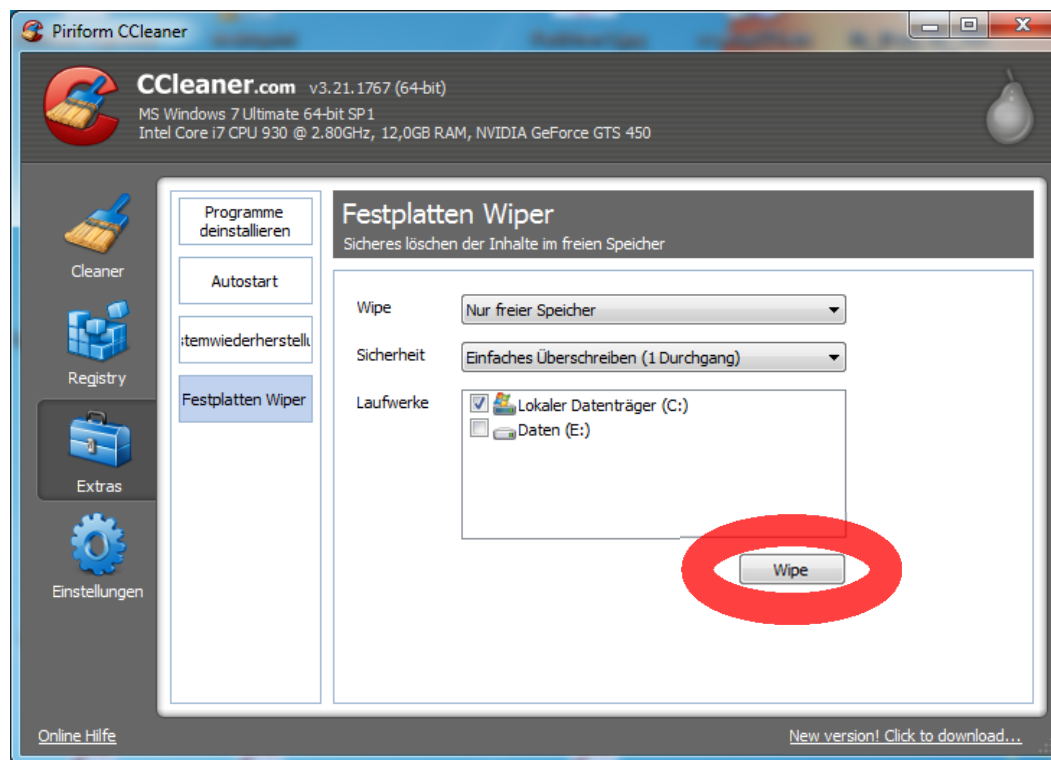 Piriform CCleaner
CCleaner.com v3.21.1767 (64-bit)
MS Windows 7 Ultimate 64-bit SP1
Intel Core i7 CPU 930 @ 2.80GHz, 12,0GB RAM, NVIDIA GeForce GTS 450
Cleaner
Registry
Extras
Einstellungen
Programme
deinstallieren
Autostart
stemwiederherstellu
Festplatten Wiper
Festplatten Wiper
Sicheres löschen der Inhalte im freien Speicher
Wipe
Nur freier Speicher
Sicherheit
Einfaches Überschreiben (1 Durchgang)
Laufwerke
Lokaler Datenträger (C:)
Daten (E:)
Wipe
Online Hilfe
New version! Click to download...